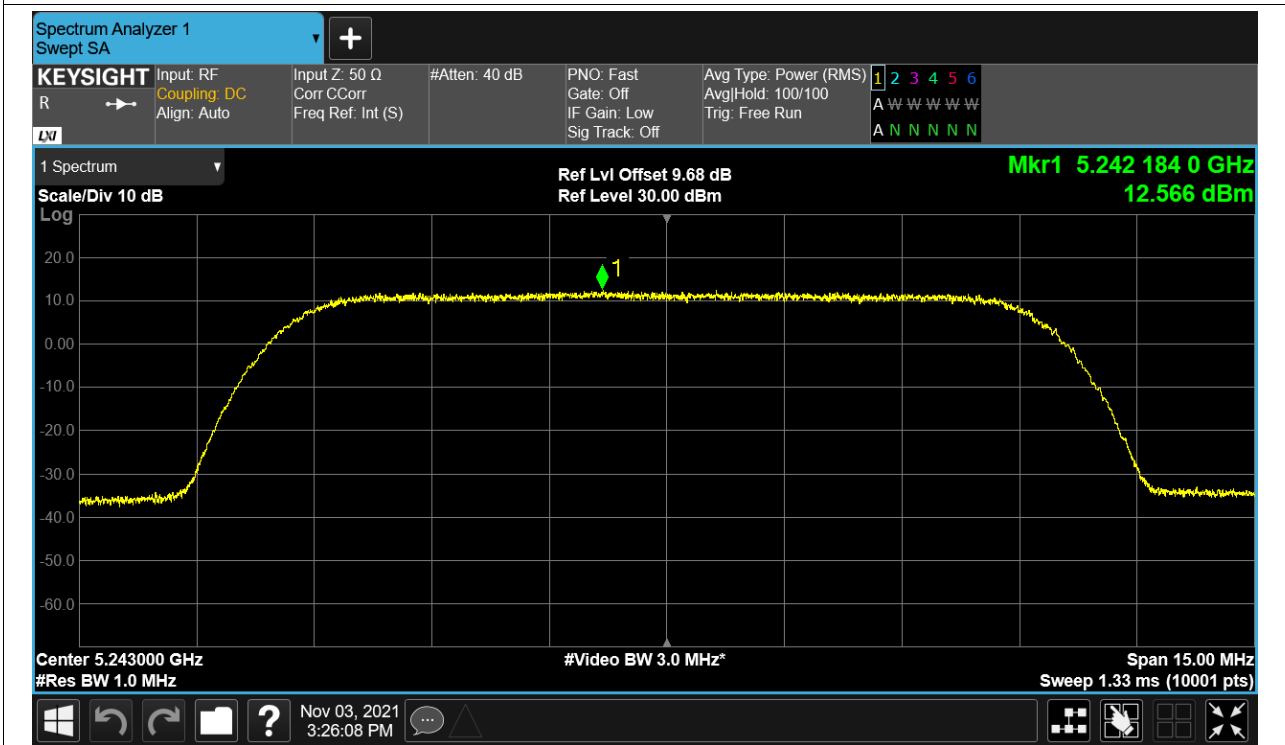 Spectrum Analyzer 1
Swept SA
+
KEYSIGHT
R
LXI
Input: RF
Coupling: DC
Align: Auto
Input Z: 50 Ω
Corr CCorr
Freq Ref: Int (S)
#Atten: 40 dB
PNO: Fast
Gate: Off
IF Gain: Low
Sig Track: Off
Avg Type: Power (RMS)
Avg|Hold: 100/100
Trig: Free Run
1 2 3 4 5 6
A W W W W W
A N N N N N
1 Spectrum
Scale/Div 10 dB
Ref Lvl Offset 9.68 dB
Ref Level 30.00 dBm
Mkr1 5.242 184 0 GHz
12.566 dBm
Log
1
20.0
10.0
0.00
-10.0
-20.0
-30.0
-40.0
-50.0
-60.0
Center 5.243000 GHz
#Video BW 3.0 MHz*
Span 15.00 MHz
#Res BW 1.0 MHz
Sweep 1.33 ms (10001 pts)
?
Nov 03, 2021
3:26:08 PM